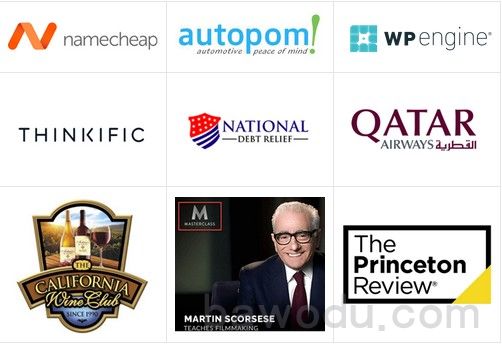 namecheap
autopom!
automotive peace of mind!
WP engine®
THINKIFIC
NATIONAL
DEBT RELIEF
QATAR
AIRWAYS القطرية
THE
CALIFORNIA
Wine Club
SINCE 1990
M
MASTERCLASS
MARTIN SCORSESE
TEACHES FILMMAKING
The
Princeton
Review®
bawodu.com